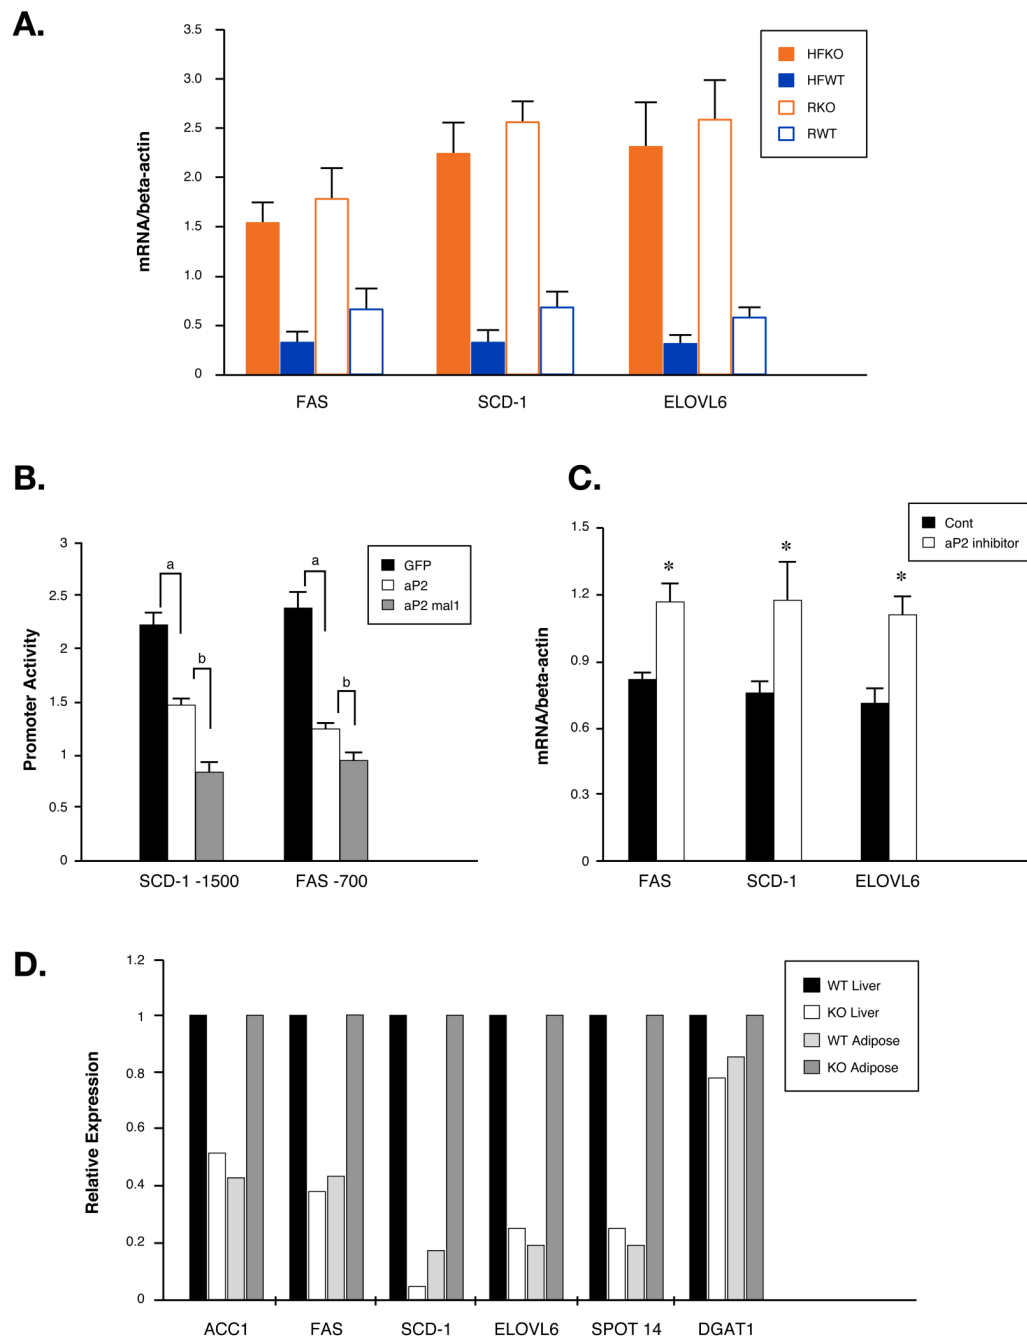 A.
3.5
3.0
2.5
2.0
1.5
1.0
0.5
0
mRNA/beta-actin
HFKO
HFWT
RKO
RWT
FAS SCD-1 ELOVL6
B.
3
2.5
2
1.5
1
0.5
0
Promoter Activity
a
b
a
b
GFP
aP2
aP2 mal1
SCD-1 -1500 FAS -700
C.
1.5
1.2
0.9
0.6
0.3
0
mRNA/beta-actin
Cont
aP2 inhibitor
* * *
FAS SCD-1 ELOVL6
D.
1.2
1
0.8
0.6
0.4
0.2
0
Relative Expression
WT Liver
KO Liver
WT Adipose
KO Adipose
ACC1 FAS SCD-1 ELOVL6 SPOT 14 DGAT1